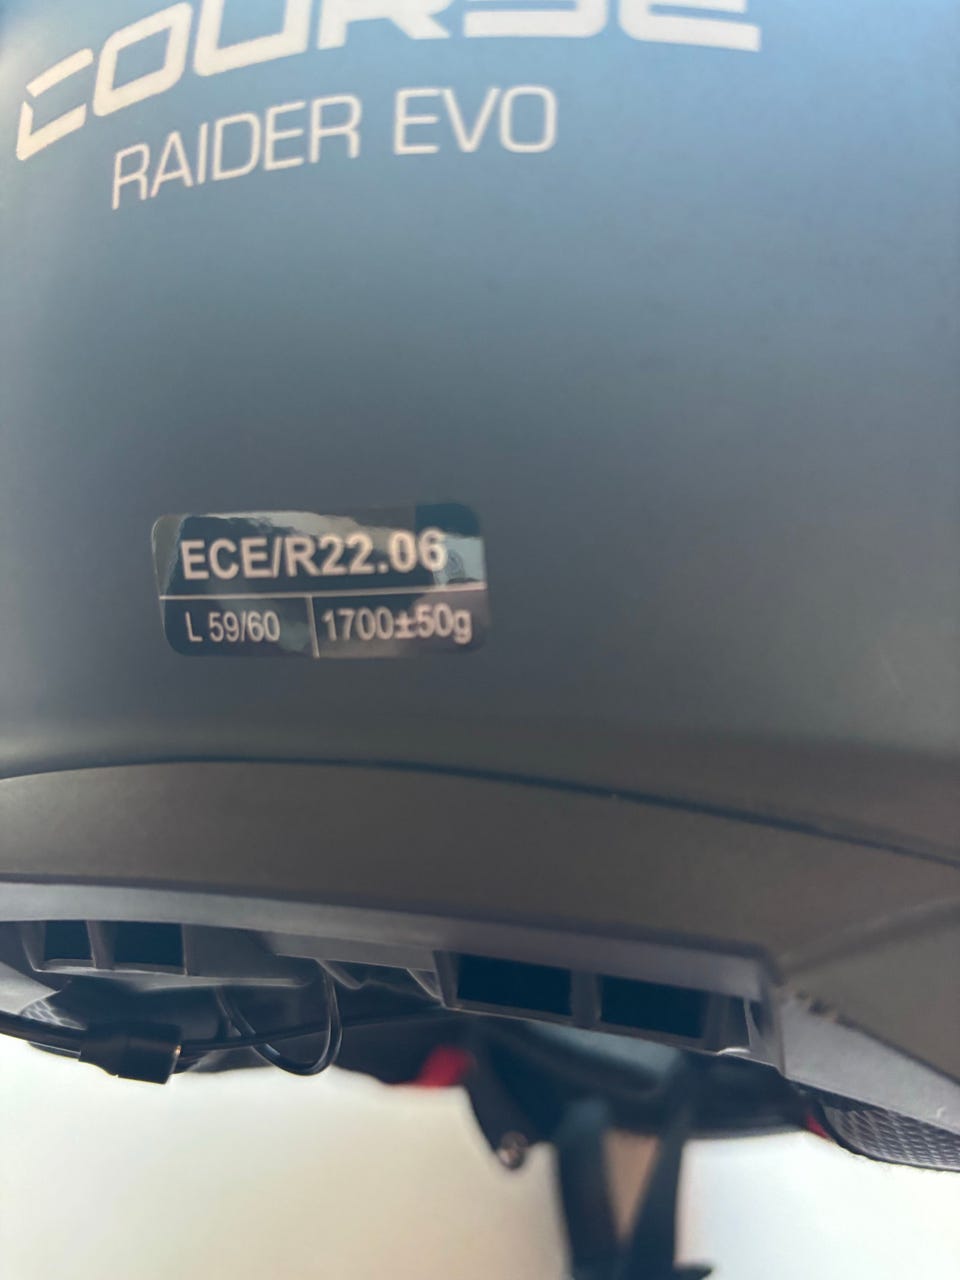 COURSE
RAIDER EVO
ECE/R22.06
L 59/60 1700±50g